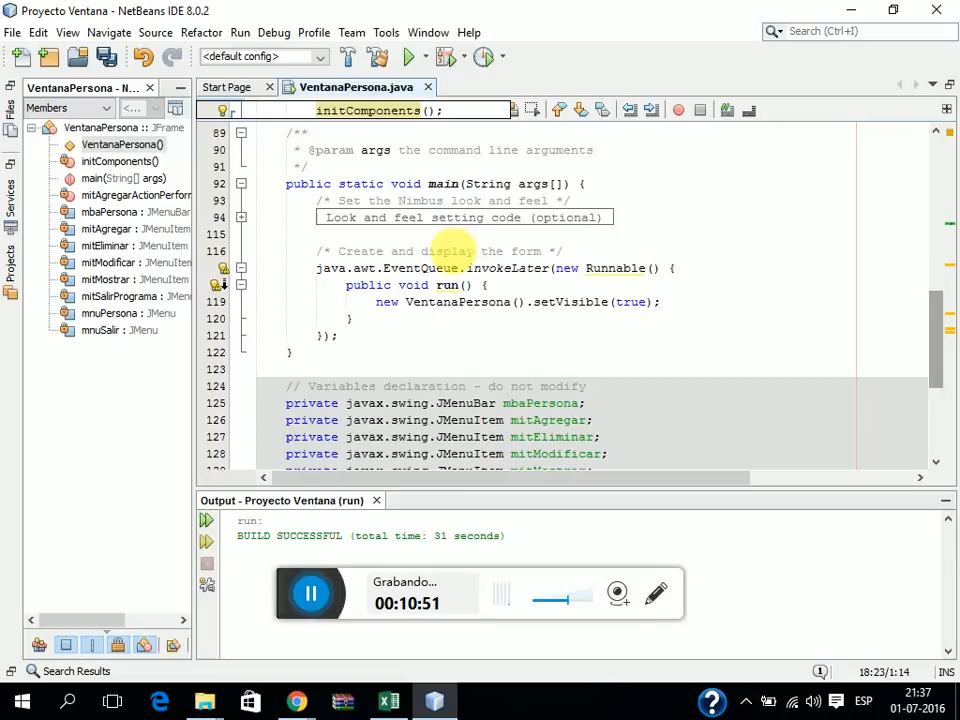 Proyecto Ventana - NetBeans IDE 8.0.2
File Edit View Navigate Source Refactor Run Debug Profile Team Tools Window Help
Search (Ctrl+I)
<default config>
VentanaPersona - N...
Start Page
VentanaPersona.java
Members
<...
initComponents();
VentanaPersona :: JFrame
VentanaPersona()
initComponents()
main(String[] args)
mitAgregarActionPerform
mbaPersona : JMenuBar
mitAgregar : JMenuItem
mitEliminar : JMenuItem
mitModificar : JMenuItem
mitMostrar : JMenuItem
mitSalirPrograma : JMenuI
mnuPersona : JMenu
mnuSalir : JMenu
Files
Services
Projects
89 /**
90 * @param args the command line arguments
91 */
92 public static void main(String args[]) {
93 /* Set the Nimbus look and feel */
94 Look and feel setting code (optional)
115
116 /* Create and display the form */
java.awt.EventQueue.invokeLater(new Runnable() {
public void run() {
119 new VentanaPersona().setVisible(true);
120 }
121 });
122 }
123
124 // Variables declaration - do not modify
125 private javax.swing.JMenuBar mbaPersona;
126 private javax.swing.JMenuItem mitAgregar;
127 private javax.swing.JMenuItem mitEliminar;
128 private javax.swing.JMenuItem mitModificar;
Output - Proyecto Ventana (run)
run:
BUILD SUCCESSFUL (total time: 31 seconds)
Grabando...
00:10:51
Search Results
1
18:23/1:14
INS
ESP
21:37
01-07-2016